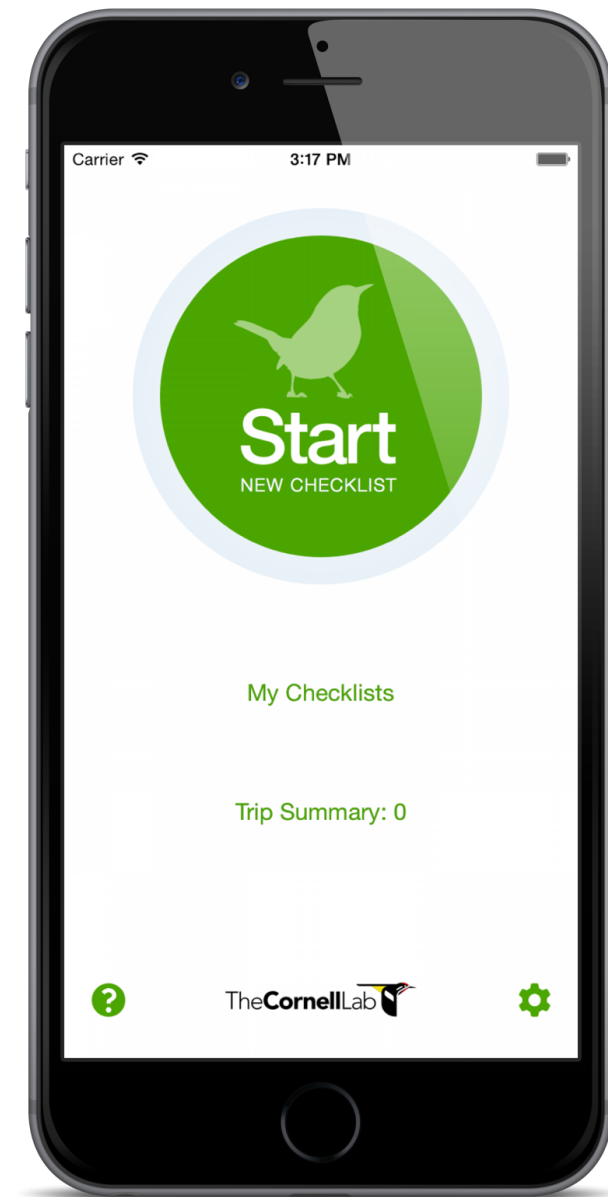 Carrier 3:17 PM
Start
NEW CHECKLIST
My Checklists
Trip Summary: 0
? TheCornellLab